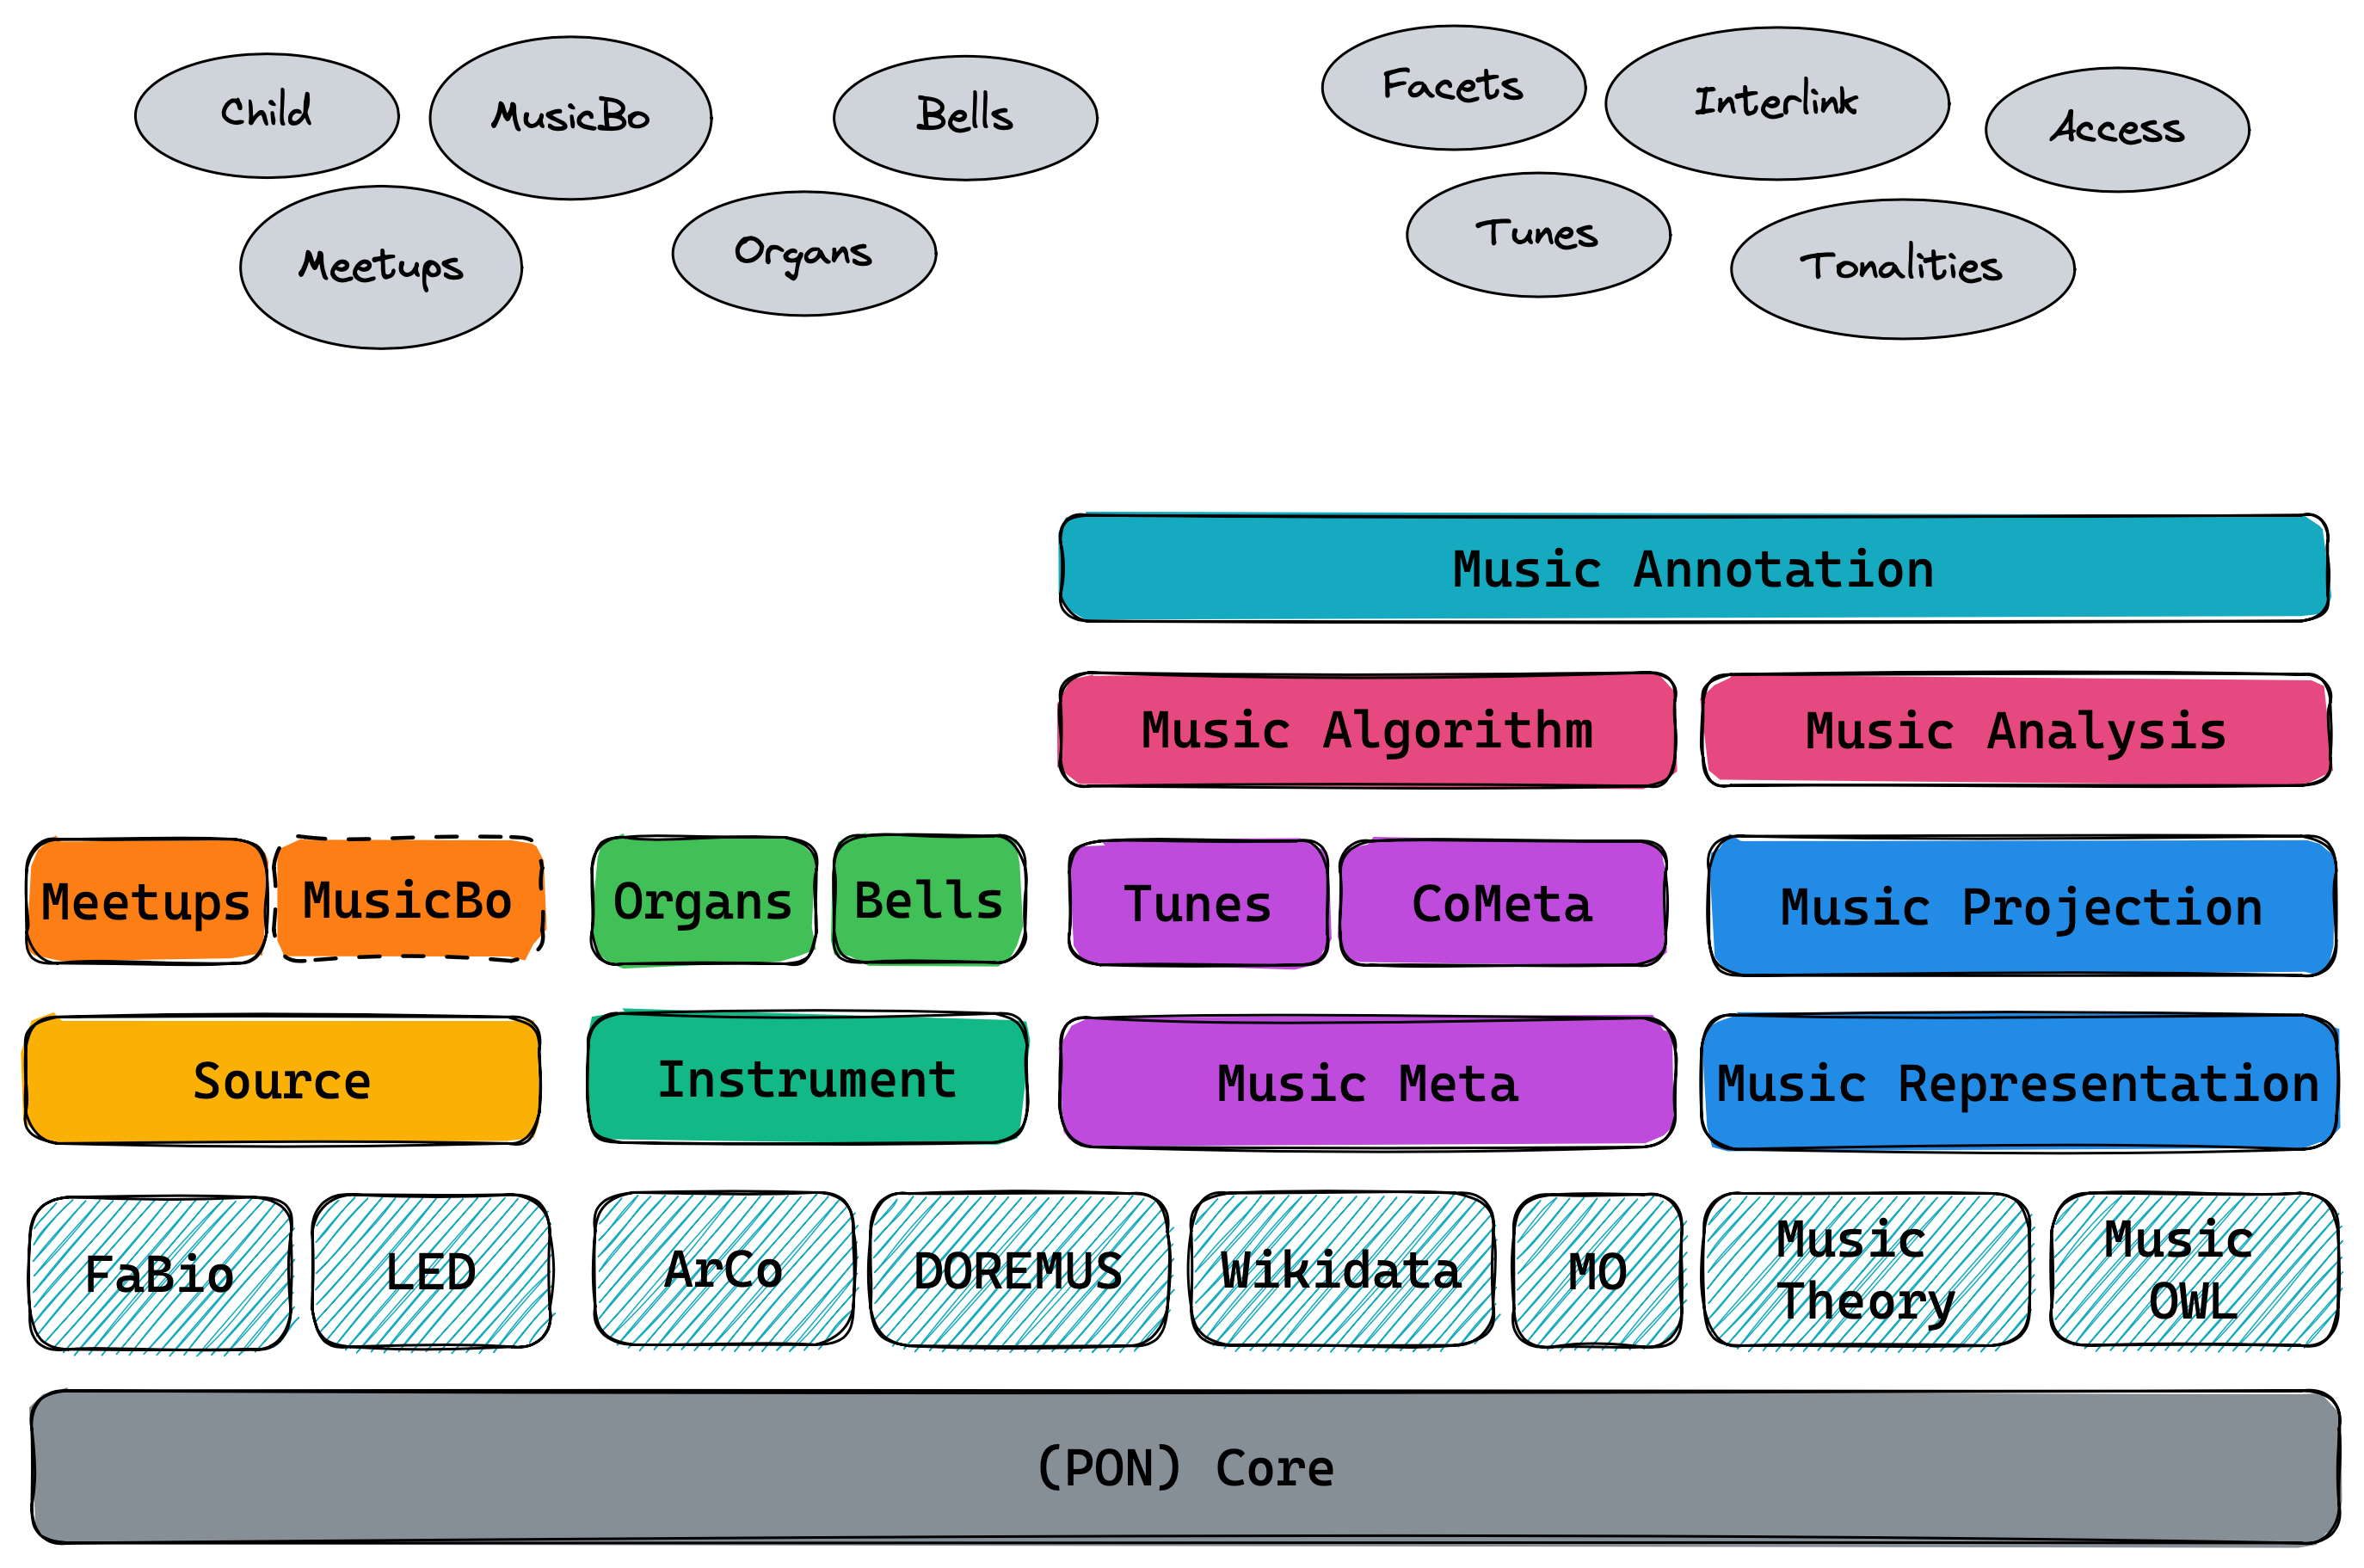 Child
MusicBo
Bells
Facets
Interlink
Access
Meetups
Organs
Tunes
Tonalities
Music Annotation
Music Algorithm
Music Analysis
Meetups
MusicBo
Organs
Bells
Tunes
CoMeta
Music Projection
Source
Instrument
Music Meta
Music Representation
FaBio
LED
ArCo
DOREMUS
Wikidata
MO
Music
Theory
Music
OWL
(PON) Core